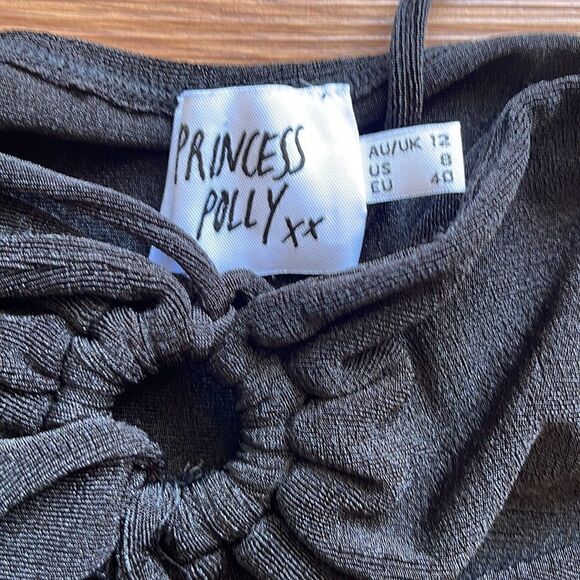 PRINCESS
POLLY xx
AU/UK 12
US 8
EU 40